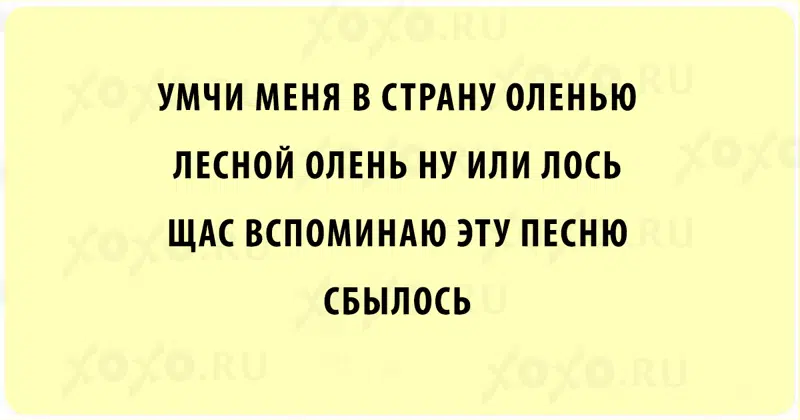 УМЧИ МЕНЯ В СТРАНУ ОЛЕНЬЮ
ЛЕСНОЙ ОЛЕНЬ НУ ИЛИ ЛОСЬ
ЩАС ВСПОМИНАЮ ЭТУ ПЕСНЮ
СБЫЛОСЬ
XOXO.RU